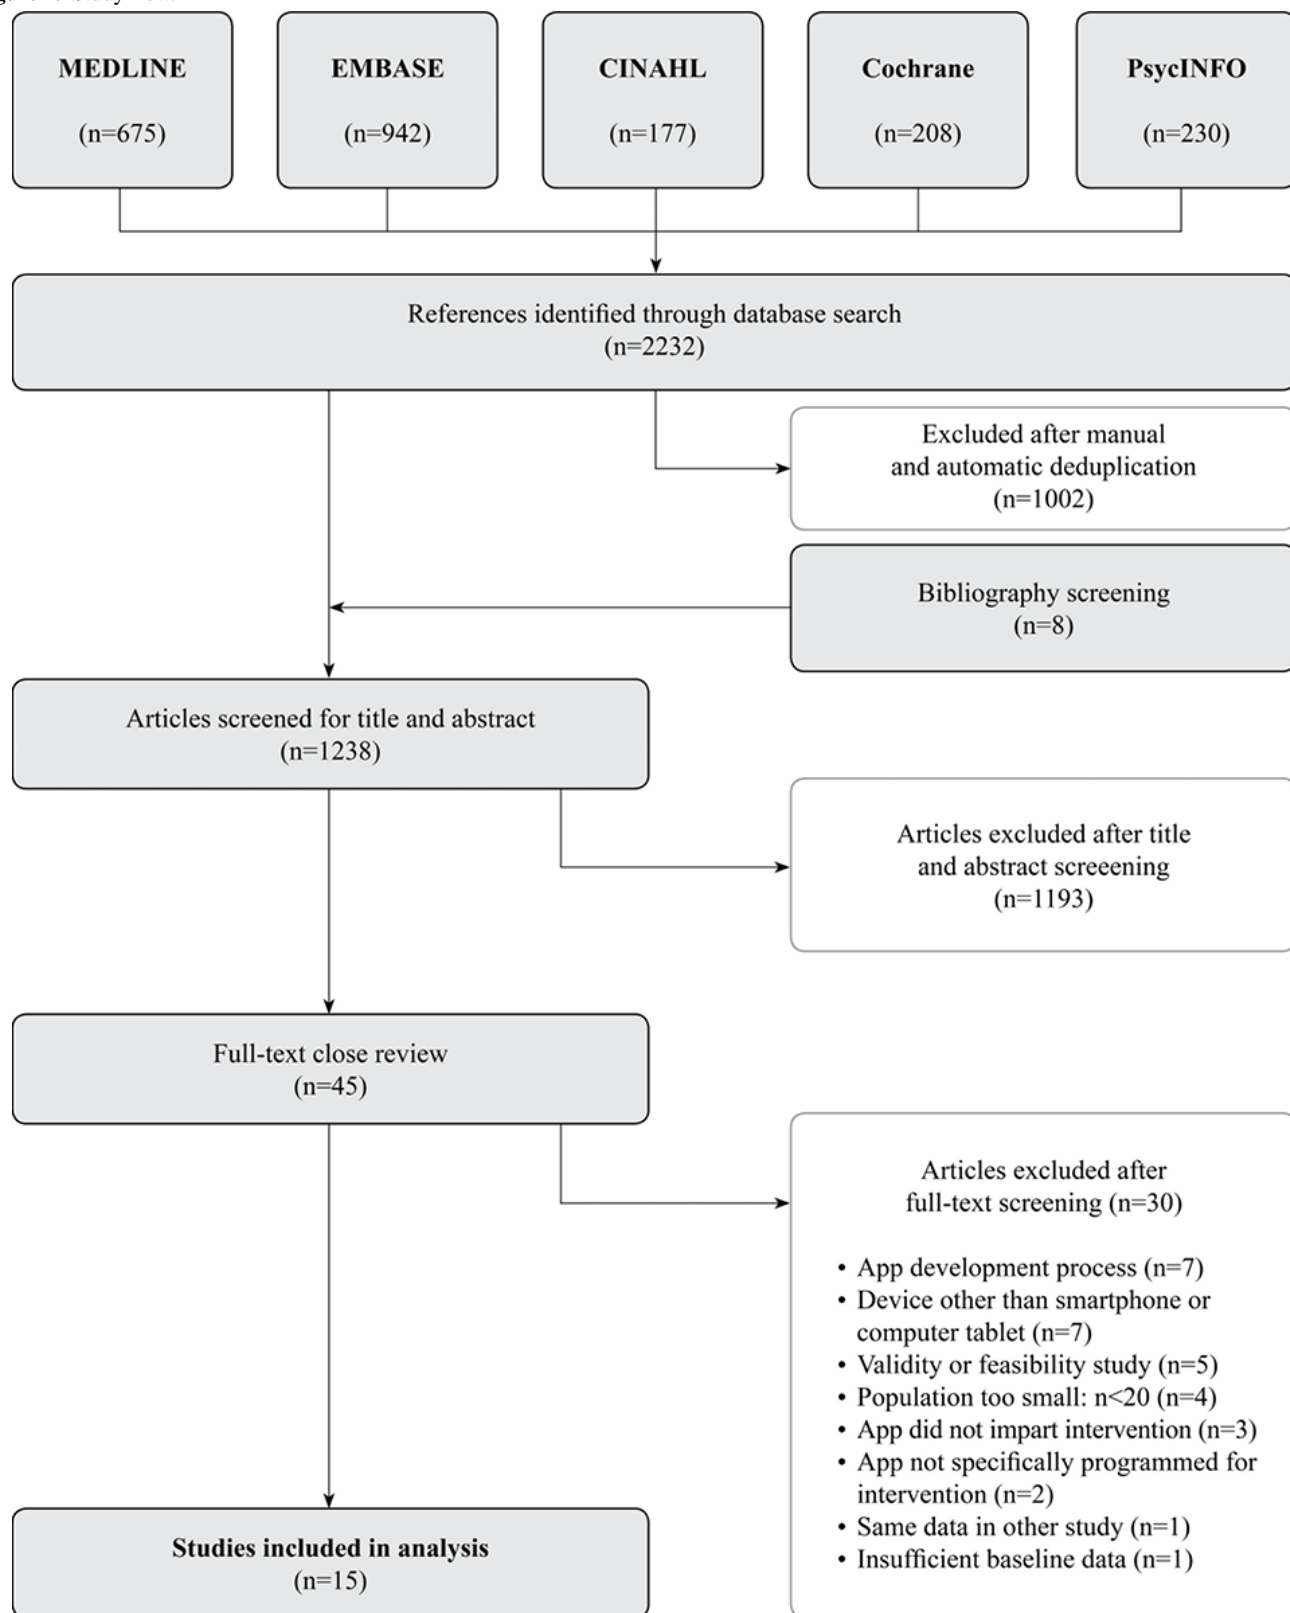 MEDLINE
(n=675)
EMBASE
(n=942)
CINAHL
(n=177)
Cochrane
(n=208)
PsycINFO
(n=230)
References identified through database search
(n=2232)
Excluded after manual
and automatic deduplication
(n=1002)
Bibliography screening
(n=8)
Articles screened for title and abstract
(n=1238)
Articles excluded after title
and abstract screeening
(n=1193)
Full-text close review
(n=45)
Articles excluded after
full-text screening (n=30)
• App development process (n=7)
• Device other than smartphone or
computer tablet (n=7)
• Validity or feasibility study (n=5)
• Population too small: n<20 (n=4)
• App did not impart intervention (n=3)
• App not specifically programmed for
intervention (n=2)
• Same data in other study (n=1)
• Insufficient baseline data (n=1)
Studies included in analysis
(n=15)